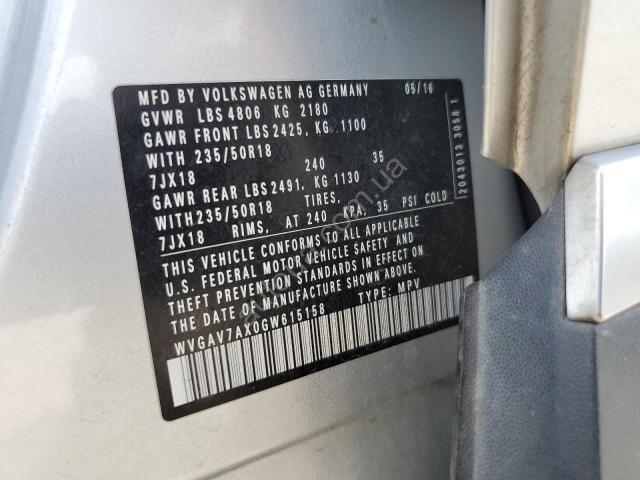 MFD BY VOLKSWAGEN AG GERMANY 05/16
GVWR LBS 4806 KG 2180
GAWR FRONT LBS 2425, KG 1100
WITH 235/50R18
7JX18 240 35
GAWR REAR LBS 2491, KG 1130
WITH 235/50R18 TIRES,
7JX18 RIMS, AT 240 KPA, 35 PSI COLD
THIS VEHICLE CONFORMS TO ALL APPLICABLE
U.S. FEDERAL MOTOR VEHICLE SAFETY AND
THEFT PREVENTION STANDARDS IN EFFECT ON
THE DATE OF MANUFACTURE SHOWN ABOVE.
WVGAV7AX0GW615158 TYPE: MPV
2043013 3058 1